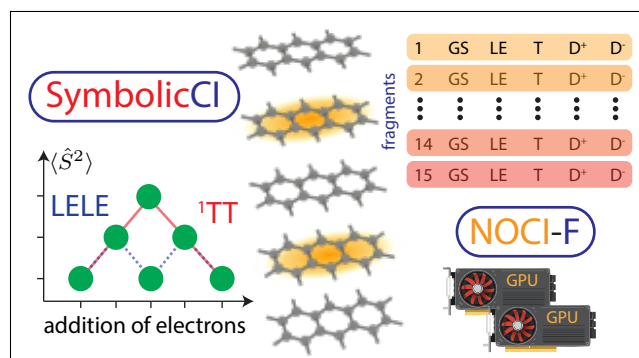 SymbolicCI
⟨Ŝ²⟩
LELE
¹TT
addition of electrons
fragments
1 GS LE T D⁺ D⁻
2 GS LE T D⁺ D⁻
14 GS LE T D⁺ D⁻
15 GS LE T D⁺ D⁻
NOCI-F
GPU
GPU